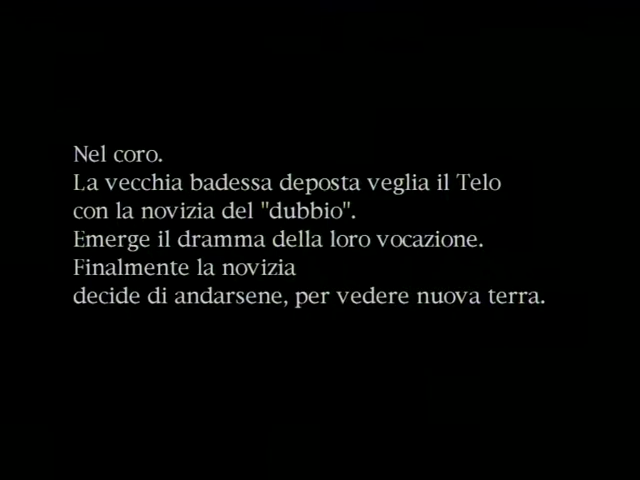 Nel coro.
La vecchia badessa deposta veglia il Telo
con la novizia del "dubbio".
Emerge il dramma della loro vocazione.
Finalmente la novizia
decide di andarsene, per vedere nuova terra.